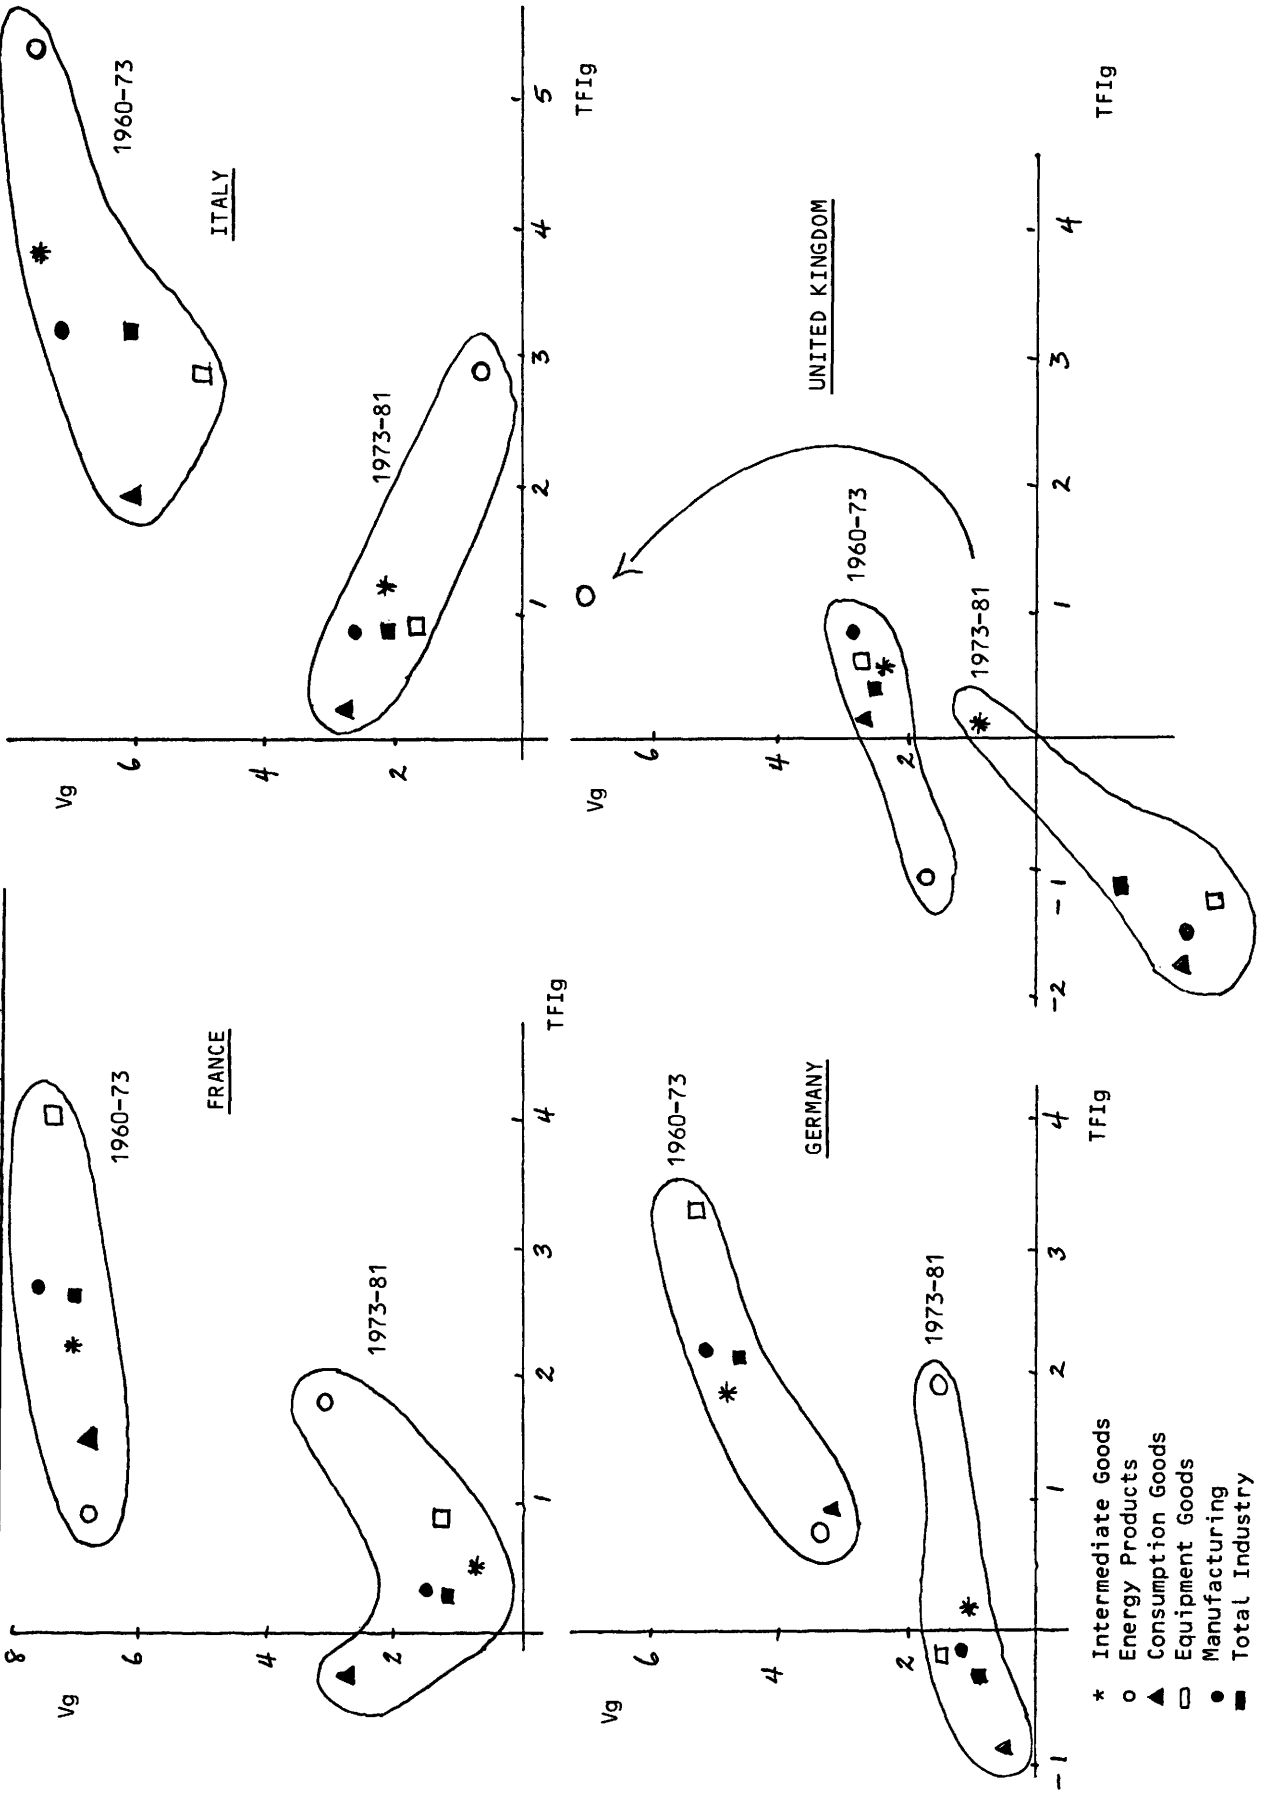 8
Vg
1960-73
6
FRANCE
4
1973-81
2
1 2 3 4
TFIg
Vg
1960-73
6
ITALY
4
1973-81
2
1 2 3 4 5
TFIg
Vg
6
1960-73
4
GERMANY
2
1973-81
-1 1 2 3 4
TFIg
Vg
6
4
UNITED KINGDOM
1960-73
2
1973-81
-2 -1 1 2 3 4
TFIg
* Intermediate Goods
Energy Products
Consumption Goods
Equipment Goods
Manufacturing
Total Industry